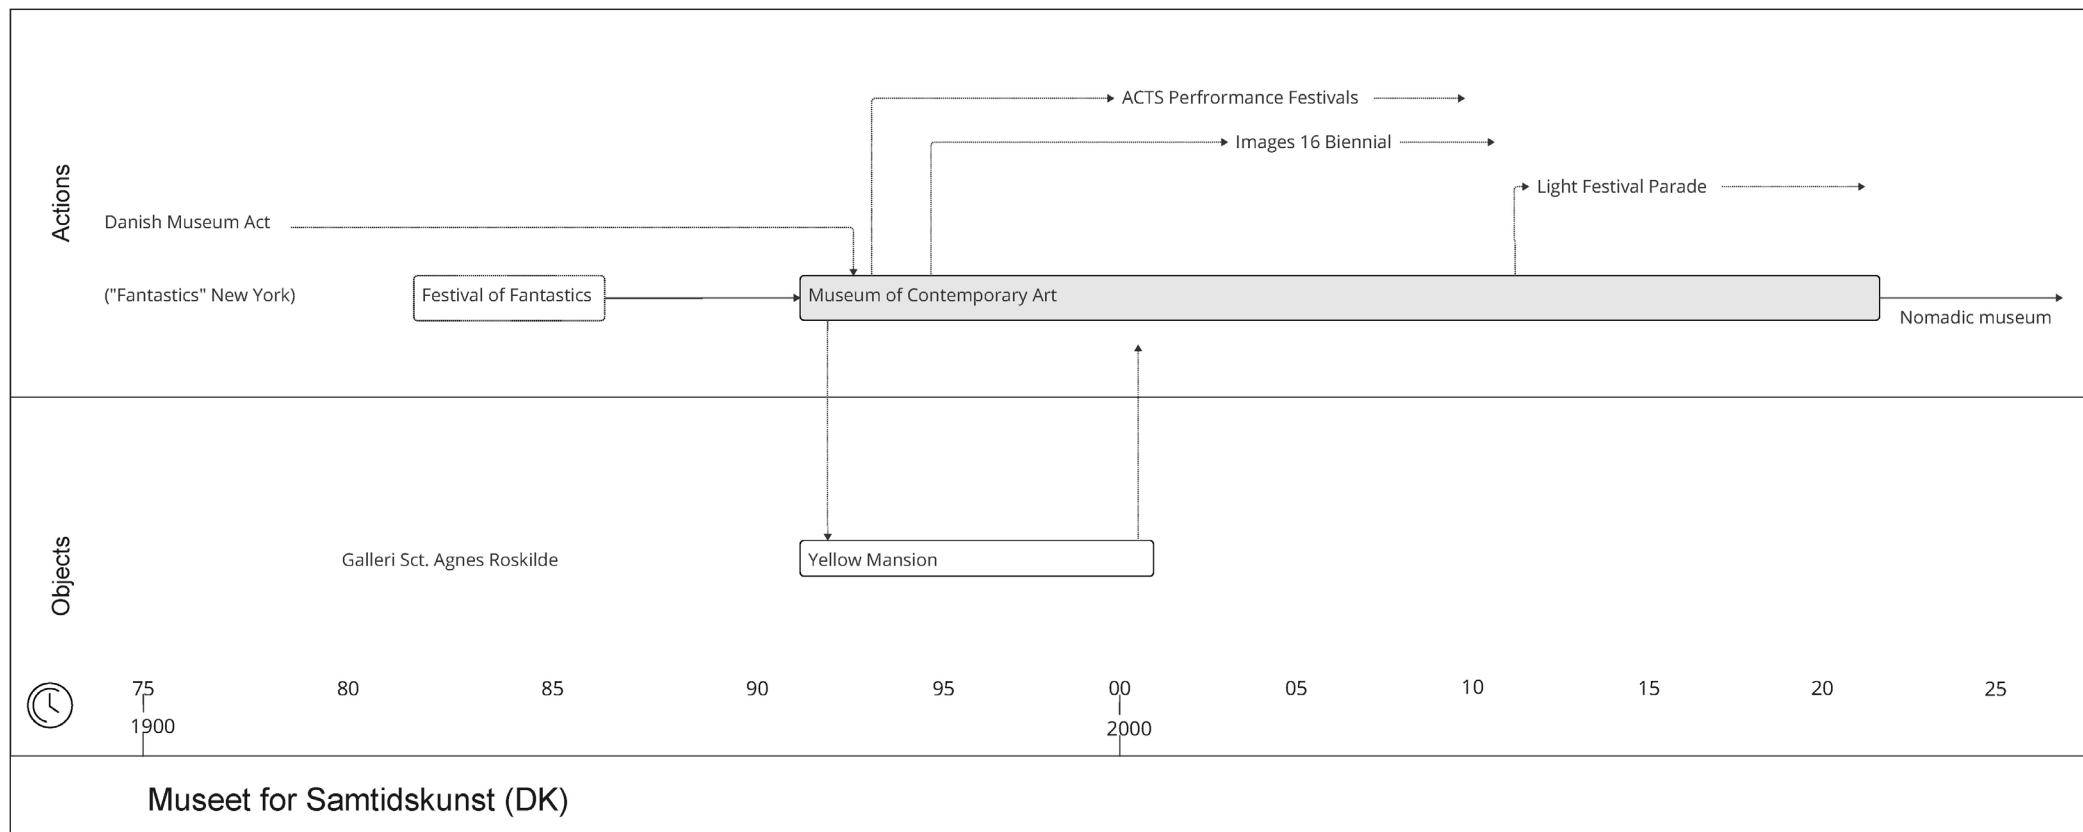 ACTS Perfrormance Festivals
Images 16 Biennial
Light Festival Parade
Actions
Danish Museum Act
("Fantastics" New York)
Festival of Fantastics
Museum of Contemporary Art
Nomadic museum
Objects
Galleri Sct. Agnes Roskilde
Yellow Mansion
75 80 85 90 95 00 05 10 15 20 25
1900 2000
Museet for Samtidskunst (DK)